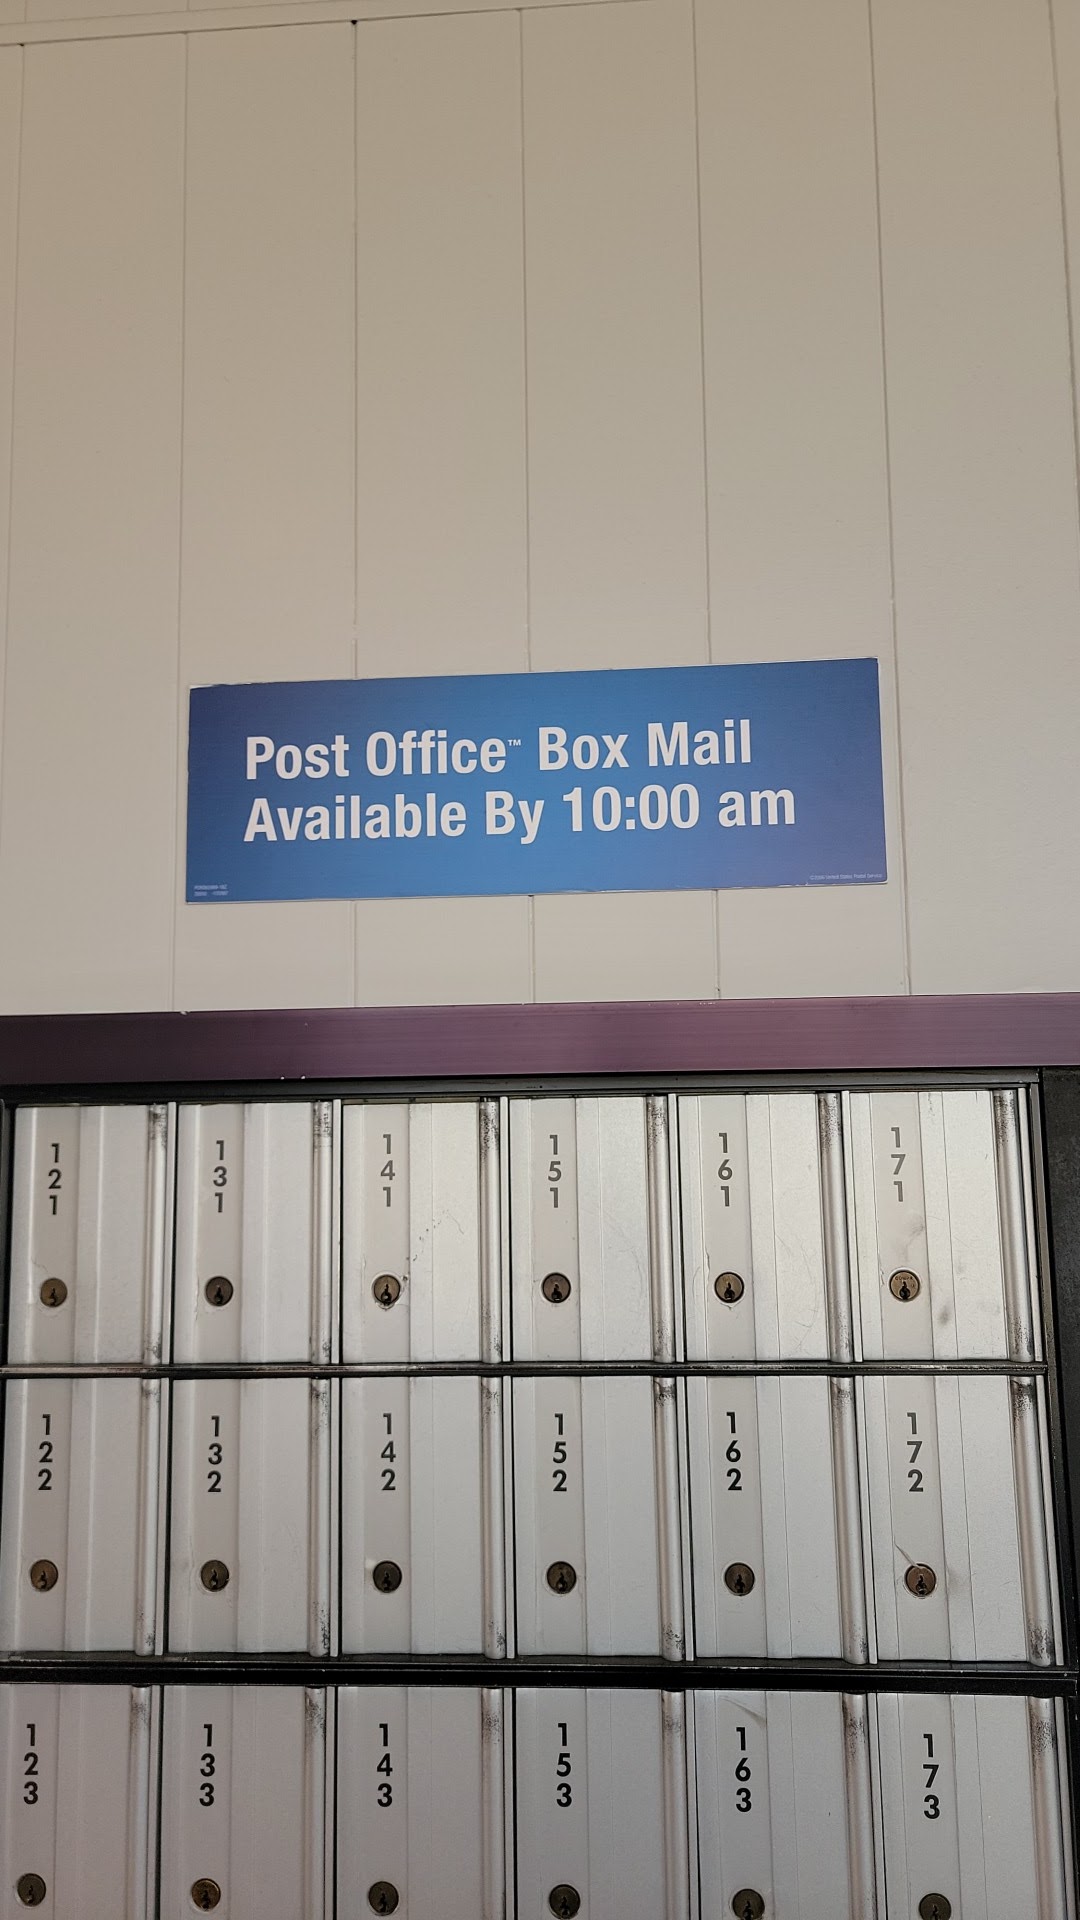 Post Office™ Box Mail
Available By 10:00 am
121 131 141 151 161 171
122 132 142 152 162 172
123 133 143 153 163 173